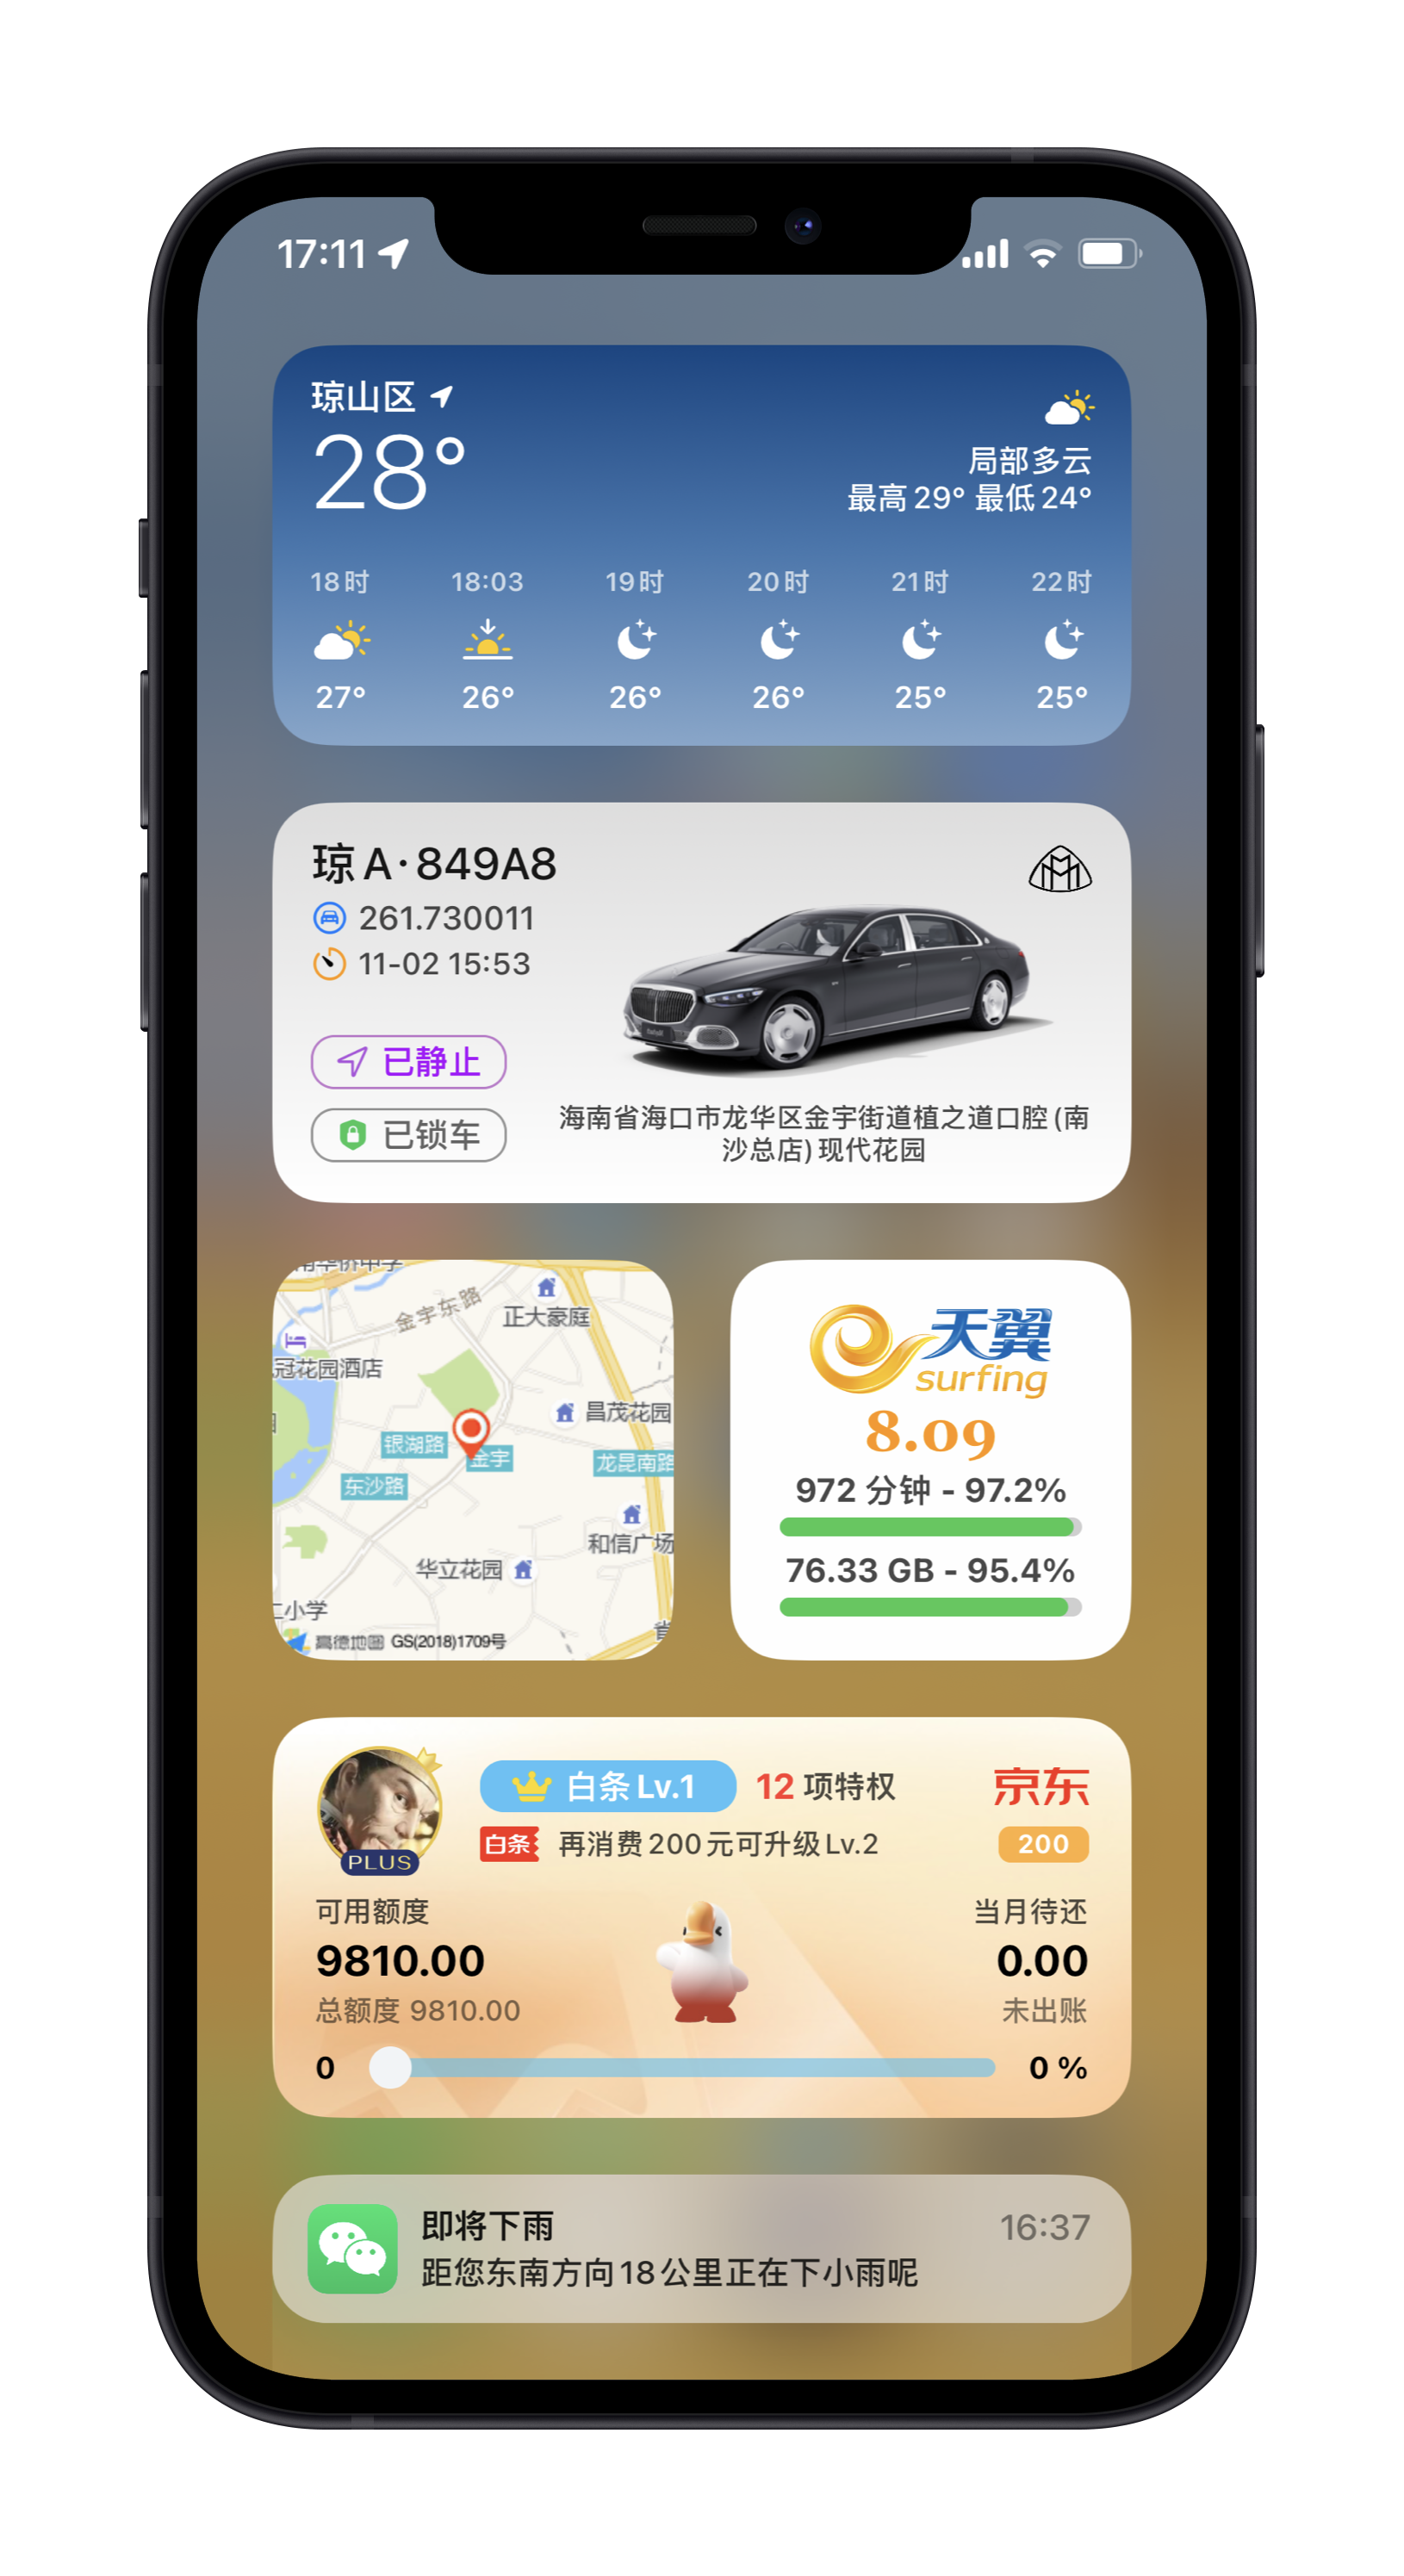 17:11
琼山区
28°
局部多云
最高 29° 最低 24°
18时 18:03 19时 20时 21时 22时
27° 26° 26° 26° 25° 25°
琼 A·849A8
261.730011
11-02 15:53
已静止
已锁车
海南省海口市龙华区金宇街道植之道口腔 (南
沙总店) 现代花园
金宇东路
正大豪庭
冠花园酒店
昌茂花园
银湖路
金宇
龙昆南路
东沙路
和信广场
华立花园
小学
高德地图 GS(2018)1709号
天翼
surfing
8.09
972 分钟 - 97.2%
76.33 GB - 95.4%
白条 Lv.1 12 项特权 京东
PLUS
白条 再消费 200 元可升级 Lv.2 200
可用额度 当月待还
9810.00 0.00
总额度 9810.00 未出账
0 0 %
即将下雨 16:37
距您东南方向 18 公里正在下小雨呢